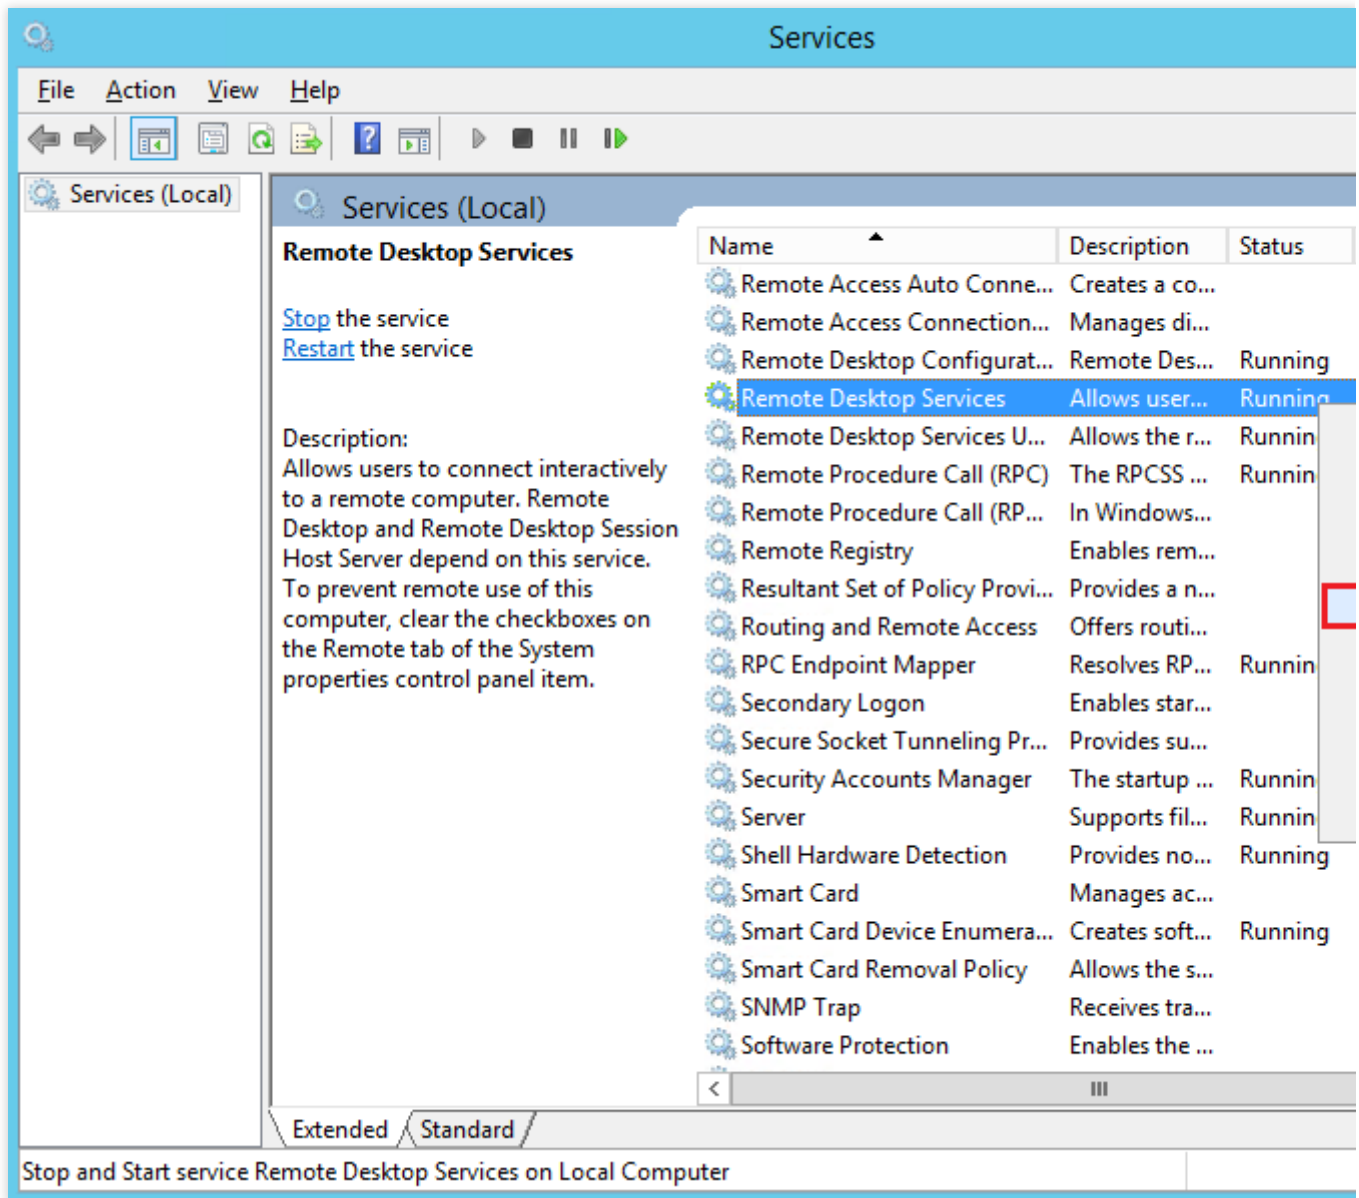 Services
File Action View Help
Services (Local)
Services (Local)
Remote Desktop Services
Stop the service
Restart the service
Description:
Allows users to connect interactively
to a remote computer. Remote
Desktop and Remote Desktop Session
Host Server depend on this service.
To prevent remote use of this
computer, clear the checkboxes on
the Remote tab of the System
properties control panel item.
Name Description Status
Remote Access Auto Conne... Creates a co...
Remote Access Connection... Manages di...
Remote Desktop Configurat... Remote Des... Running
Remote Desktop Services Allows user... Running
Remote Desktop Services U... Allows the r... Runnin
Remote Procedure Call (RPC) The RPCSS ... Runnin
Remote Procedure Call (RP... In Windows...
Remote Registry Enables rem...
Resultant Set of Policy Provi... Provides a n...
Routing and Remote Access Offers routi...
RPC Endpoint Mapper Resolves RP... Runnin
Secondary Logon Enables star...
Secure Socket Tunneling Pr... Provides su...
Security Accounts Manager The startup ... Runnin
Server Supports fil... Runnin
Shell Hardware Detection Provides no... Running
Smart Card Manages ac...
Smart Card Device Enumera... Creates soft... Running
Smart Card Removal Policy Allows the s...
SNMP Trap Receives tra...
Software Protection Enables the ...
Extended Standard
Stop and Start service Remote Desktop Services on Local Computer